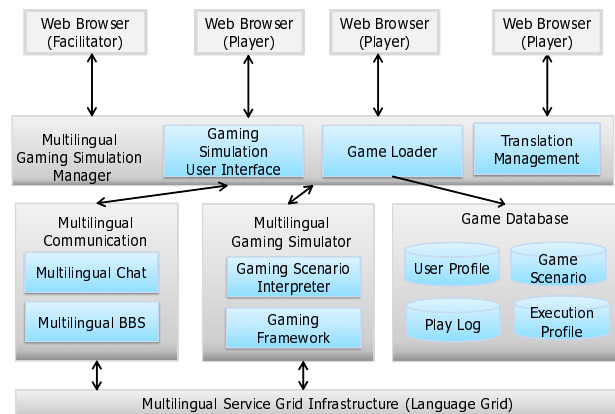 Web Browser
(Facilitator)
Web Browser
(Player)
Web Browser
(Player)
Web Browser
(Player)
Multilingual
Gaming Simulation
Manager
Gaming
Simulation
User Interface
Game Loader
Translation
Management
Multilingual
Communication
Multilingual Chat
Multilingual BBS
Multilingual
Gaming Simulator
Gaming Scenario
Interpreter
Gaming
Framework
Game Database
User Profile
Game
Scenario
Play Log
Execution
Profile
Multilingual Service Grid Infrastructure (Language Grid)